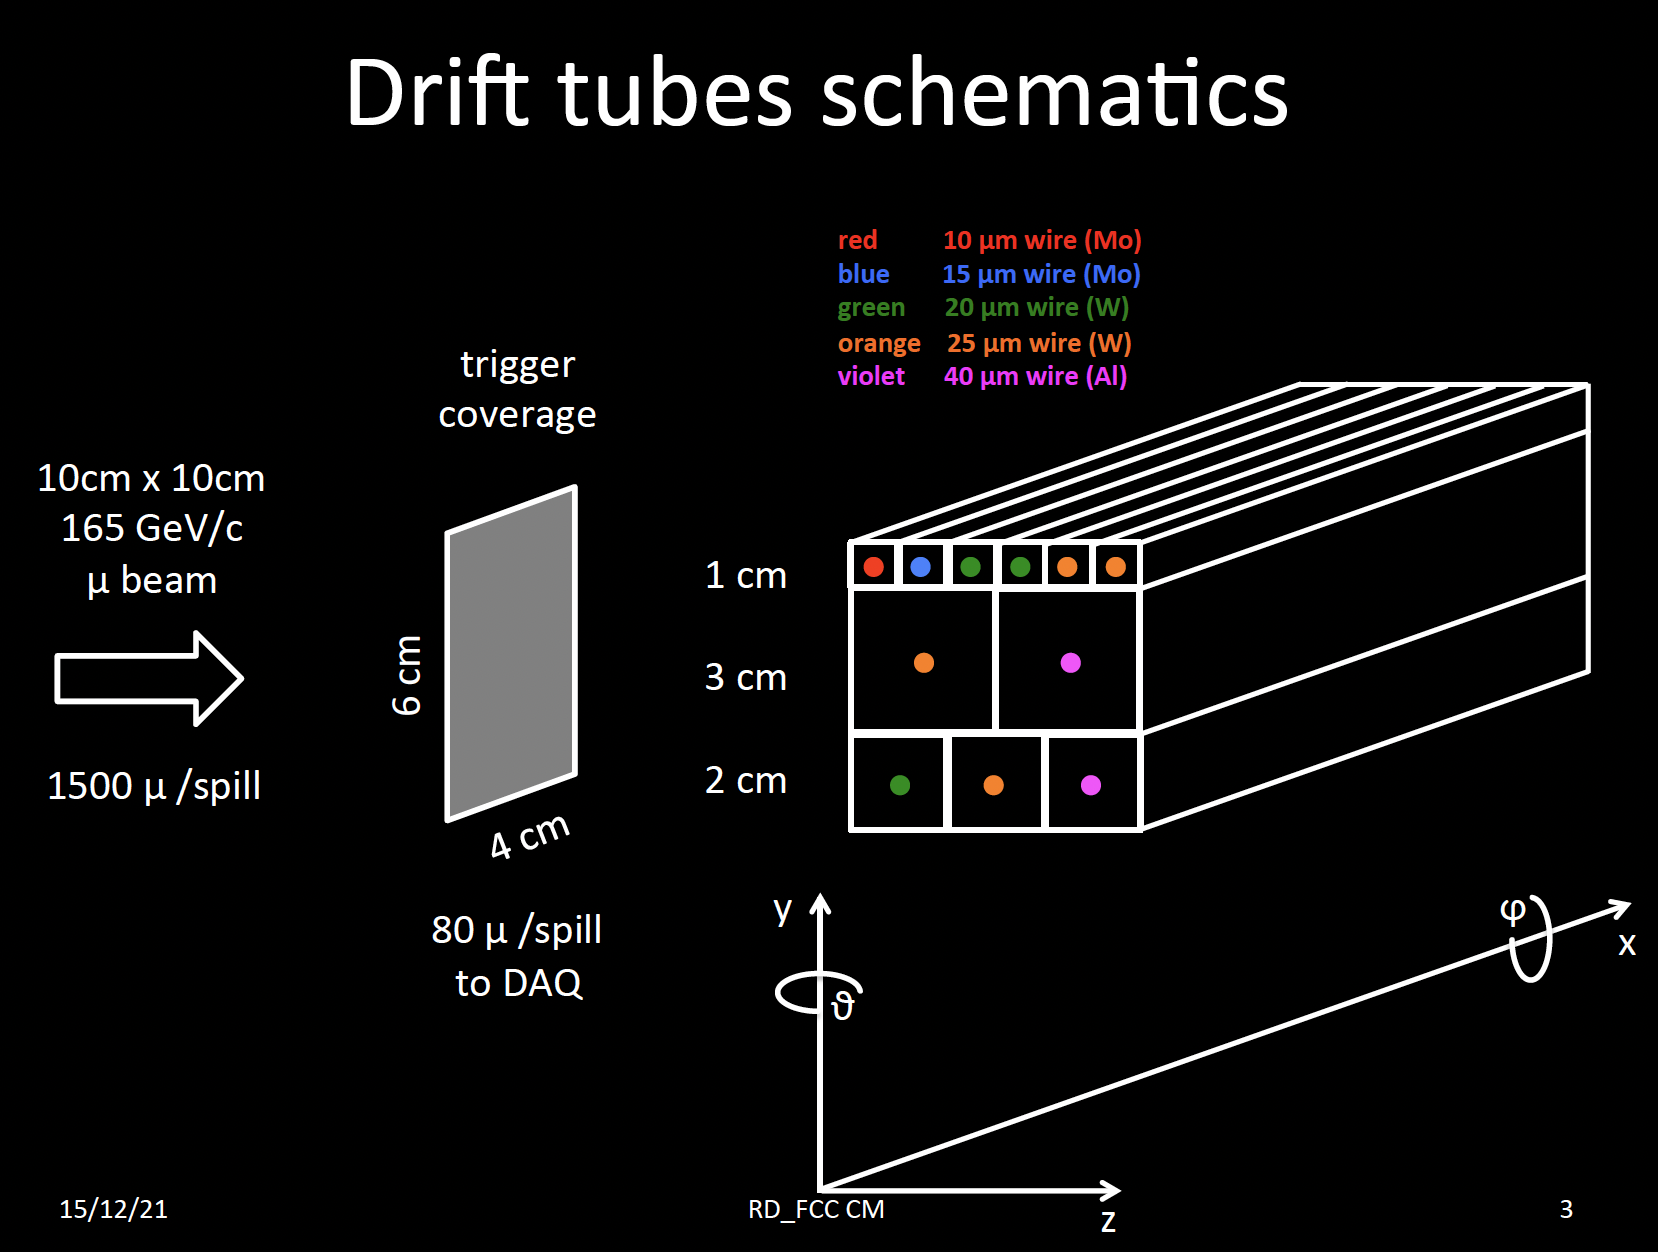 Drift tubes schematics
red 10 μm wire (Mo)
blue 15 μm wire (Mo)
green 20 μm wire (W)
orange 25 μm wire (W)
violet 40 μm wire (Al)
trigger
coverage
10cm x 10cm
165 GeV/c
μ beam
1500 μ /spill
6 cm
4 cm
80 μ /spill
to DAQ
1 cm
3 cm
2 cm
y
ϑ
φ
x
z
15/12/21
RD_FCC CM
3